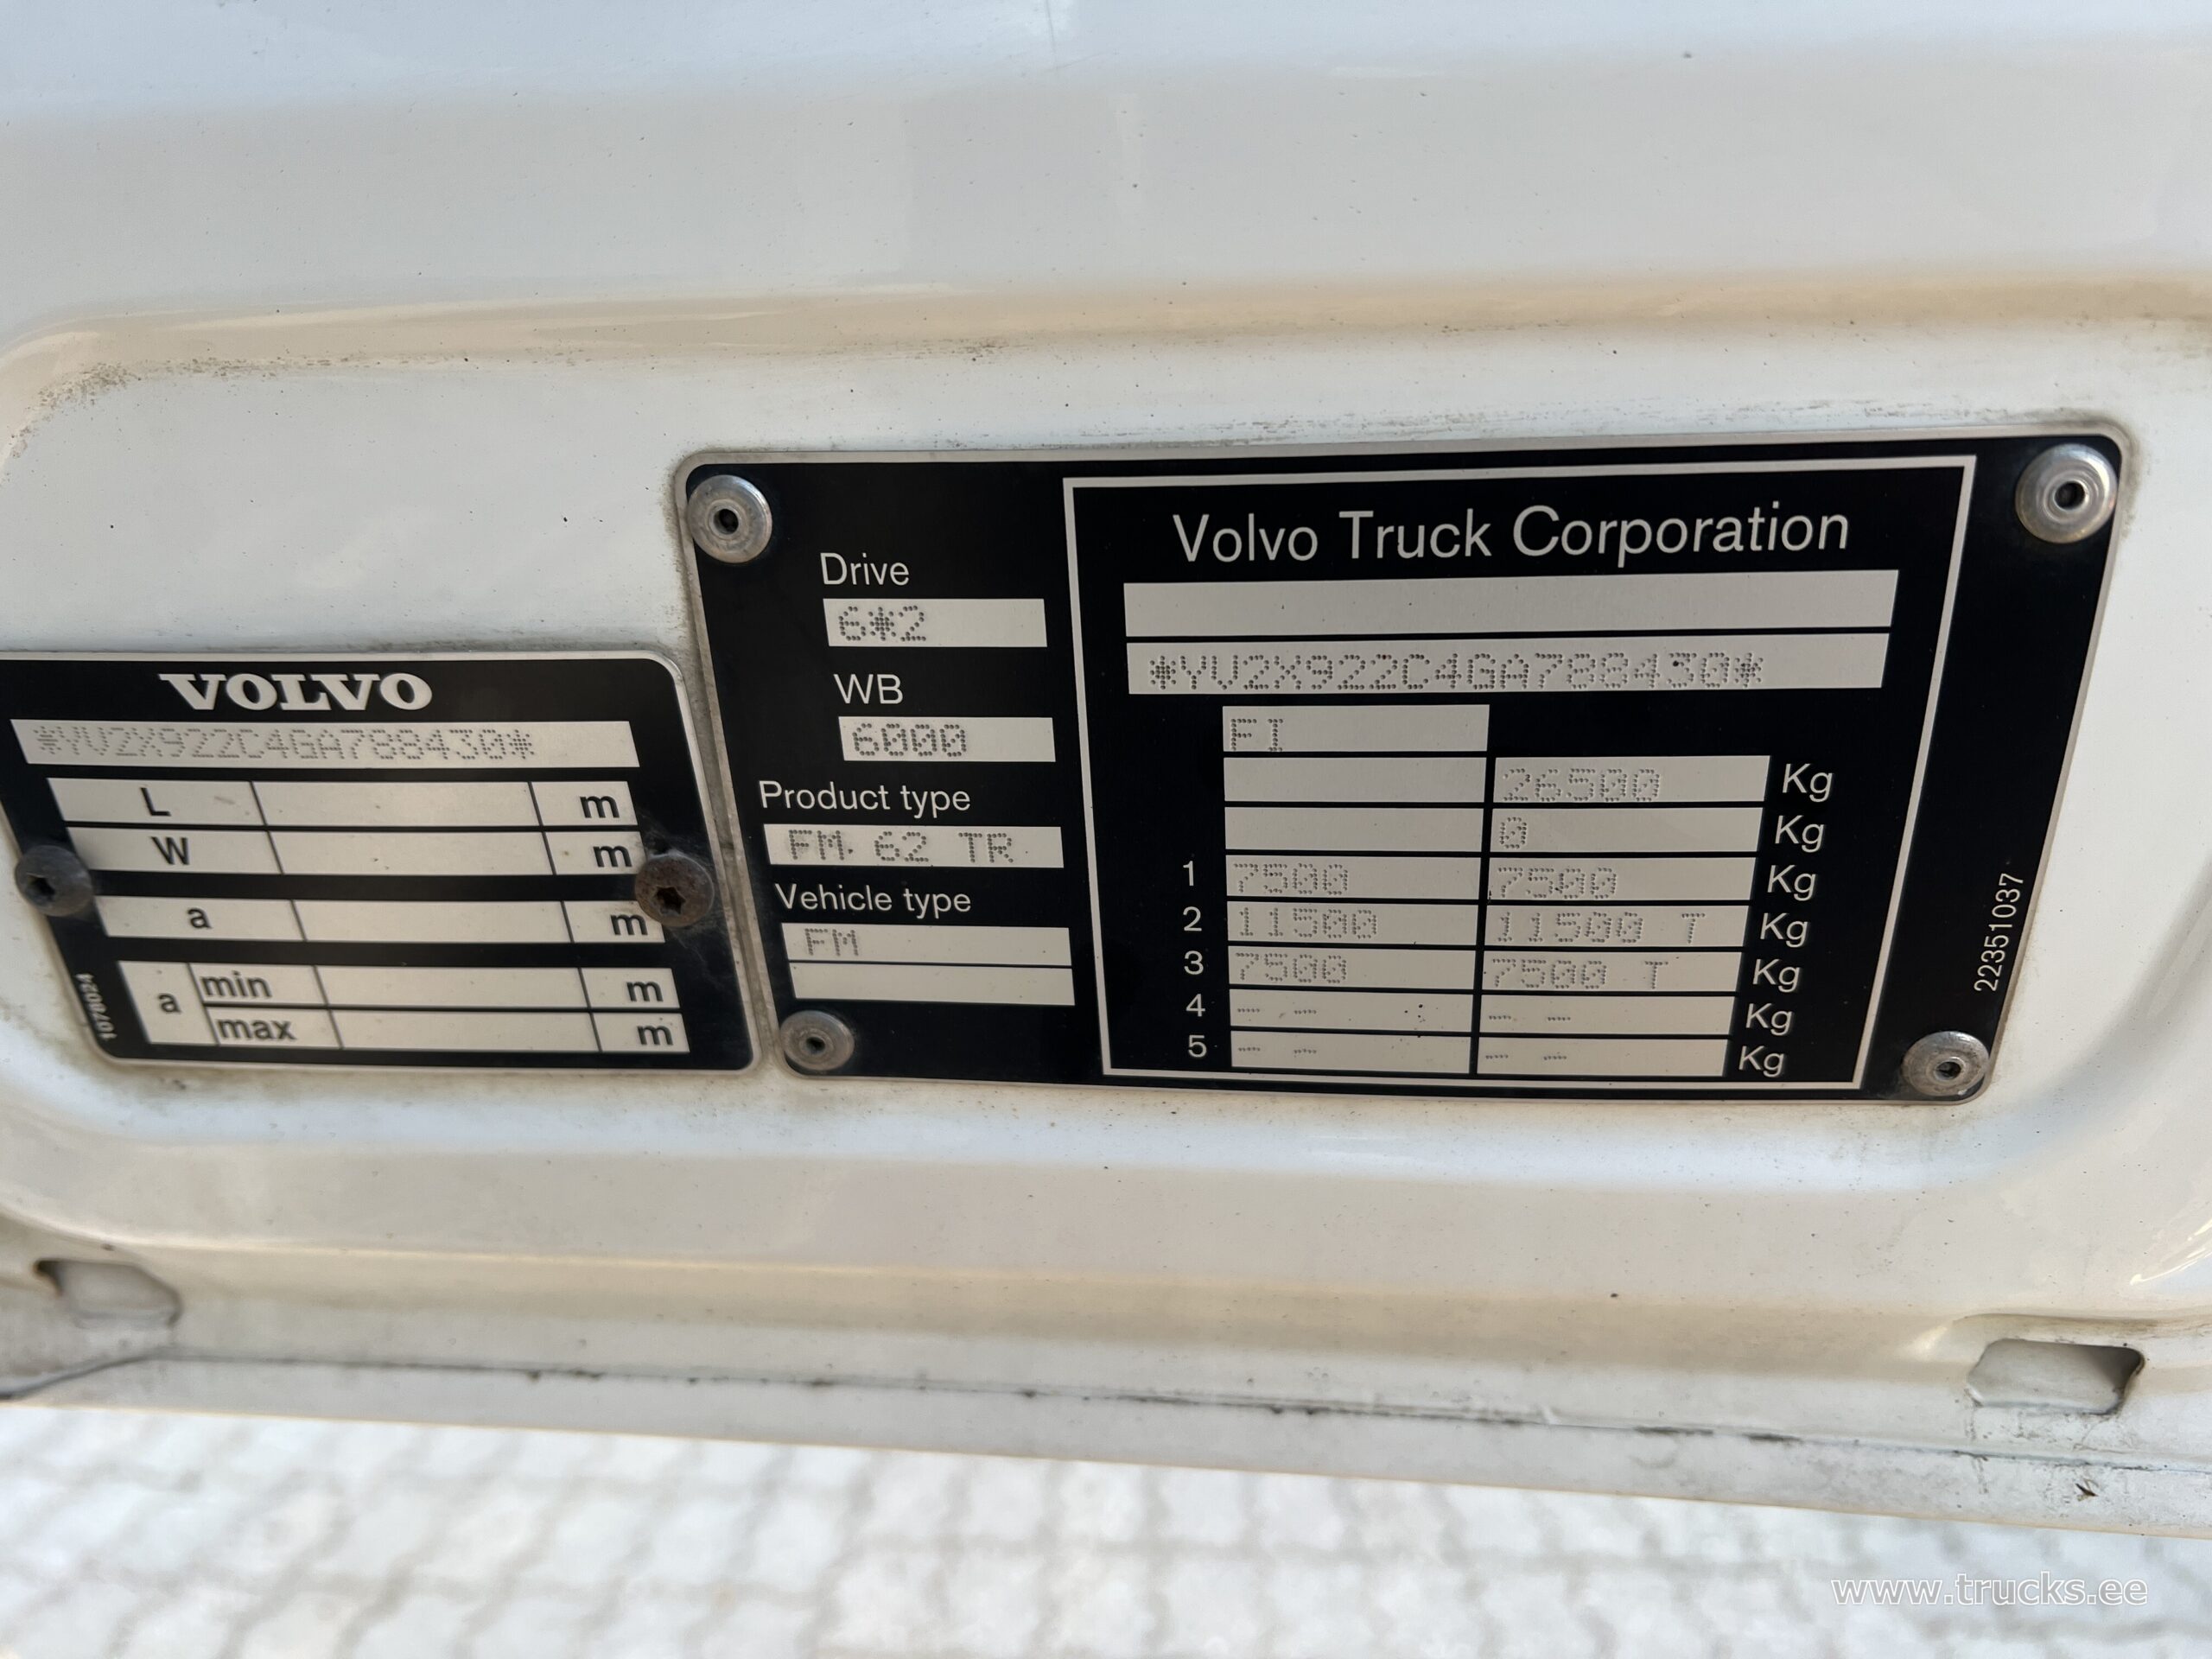 VOLVO
*YV2X922C4GA788430*
L m
W m
a m
a min m
max m
1078024
Drive
6*2
WB
6000
Product type
FM 62 TR
Vehicle type
FM
Volvo Truck Corporation
*YV2X922C4GA788430*
FI
26500 Kg
0 Kg
1 7500 7500 Kg
2 11500 11500 T Kg
3 7500 7500 T Kg
4 -- -- -- -- Kg
5 -- -- -- -- Kg
22351037
www.trucks.ee